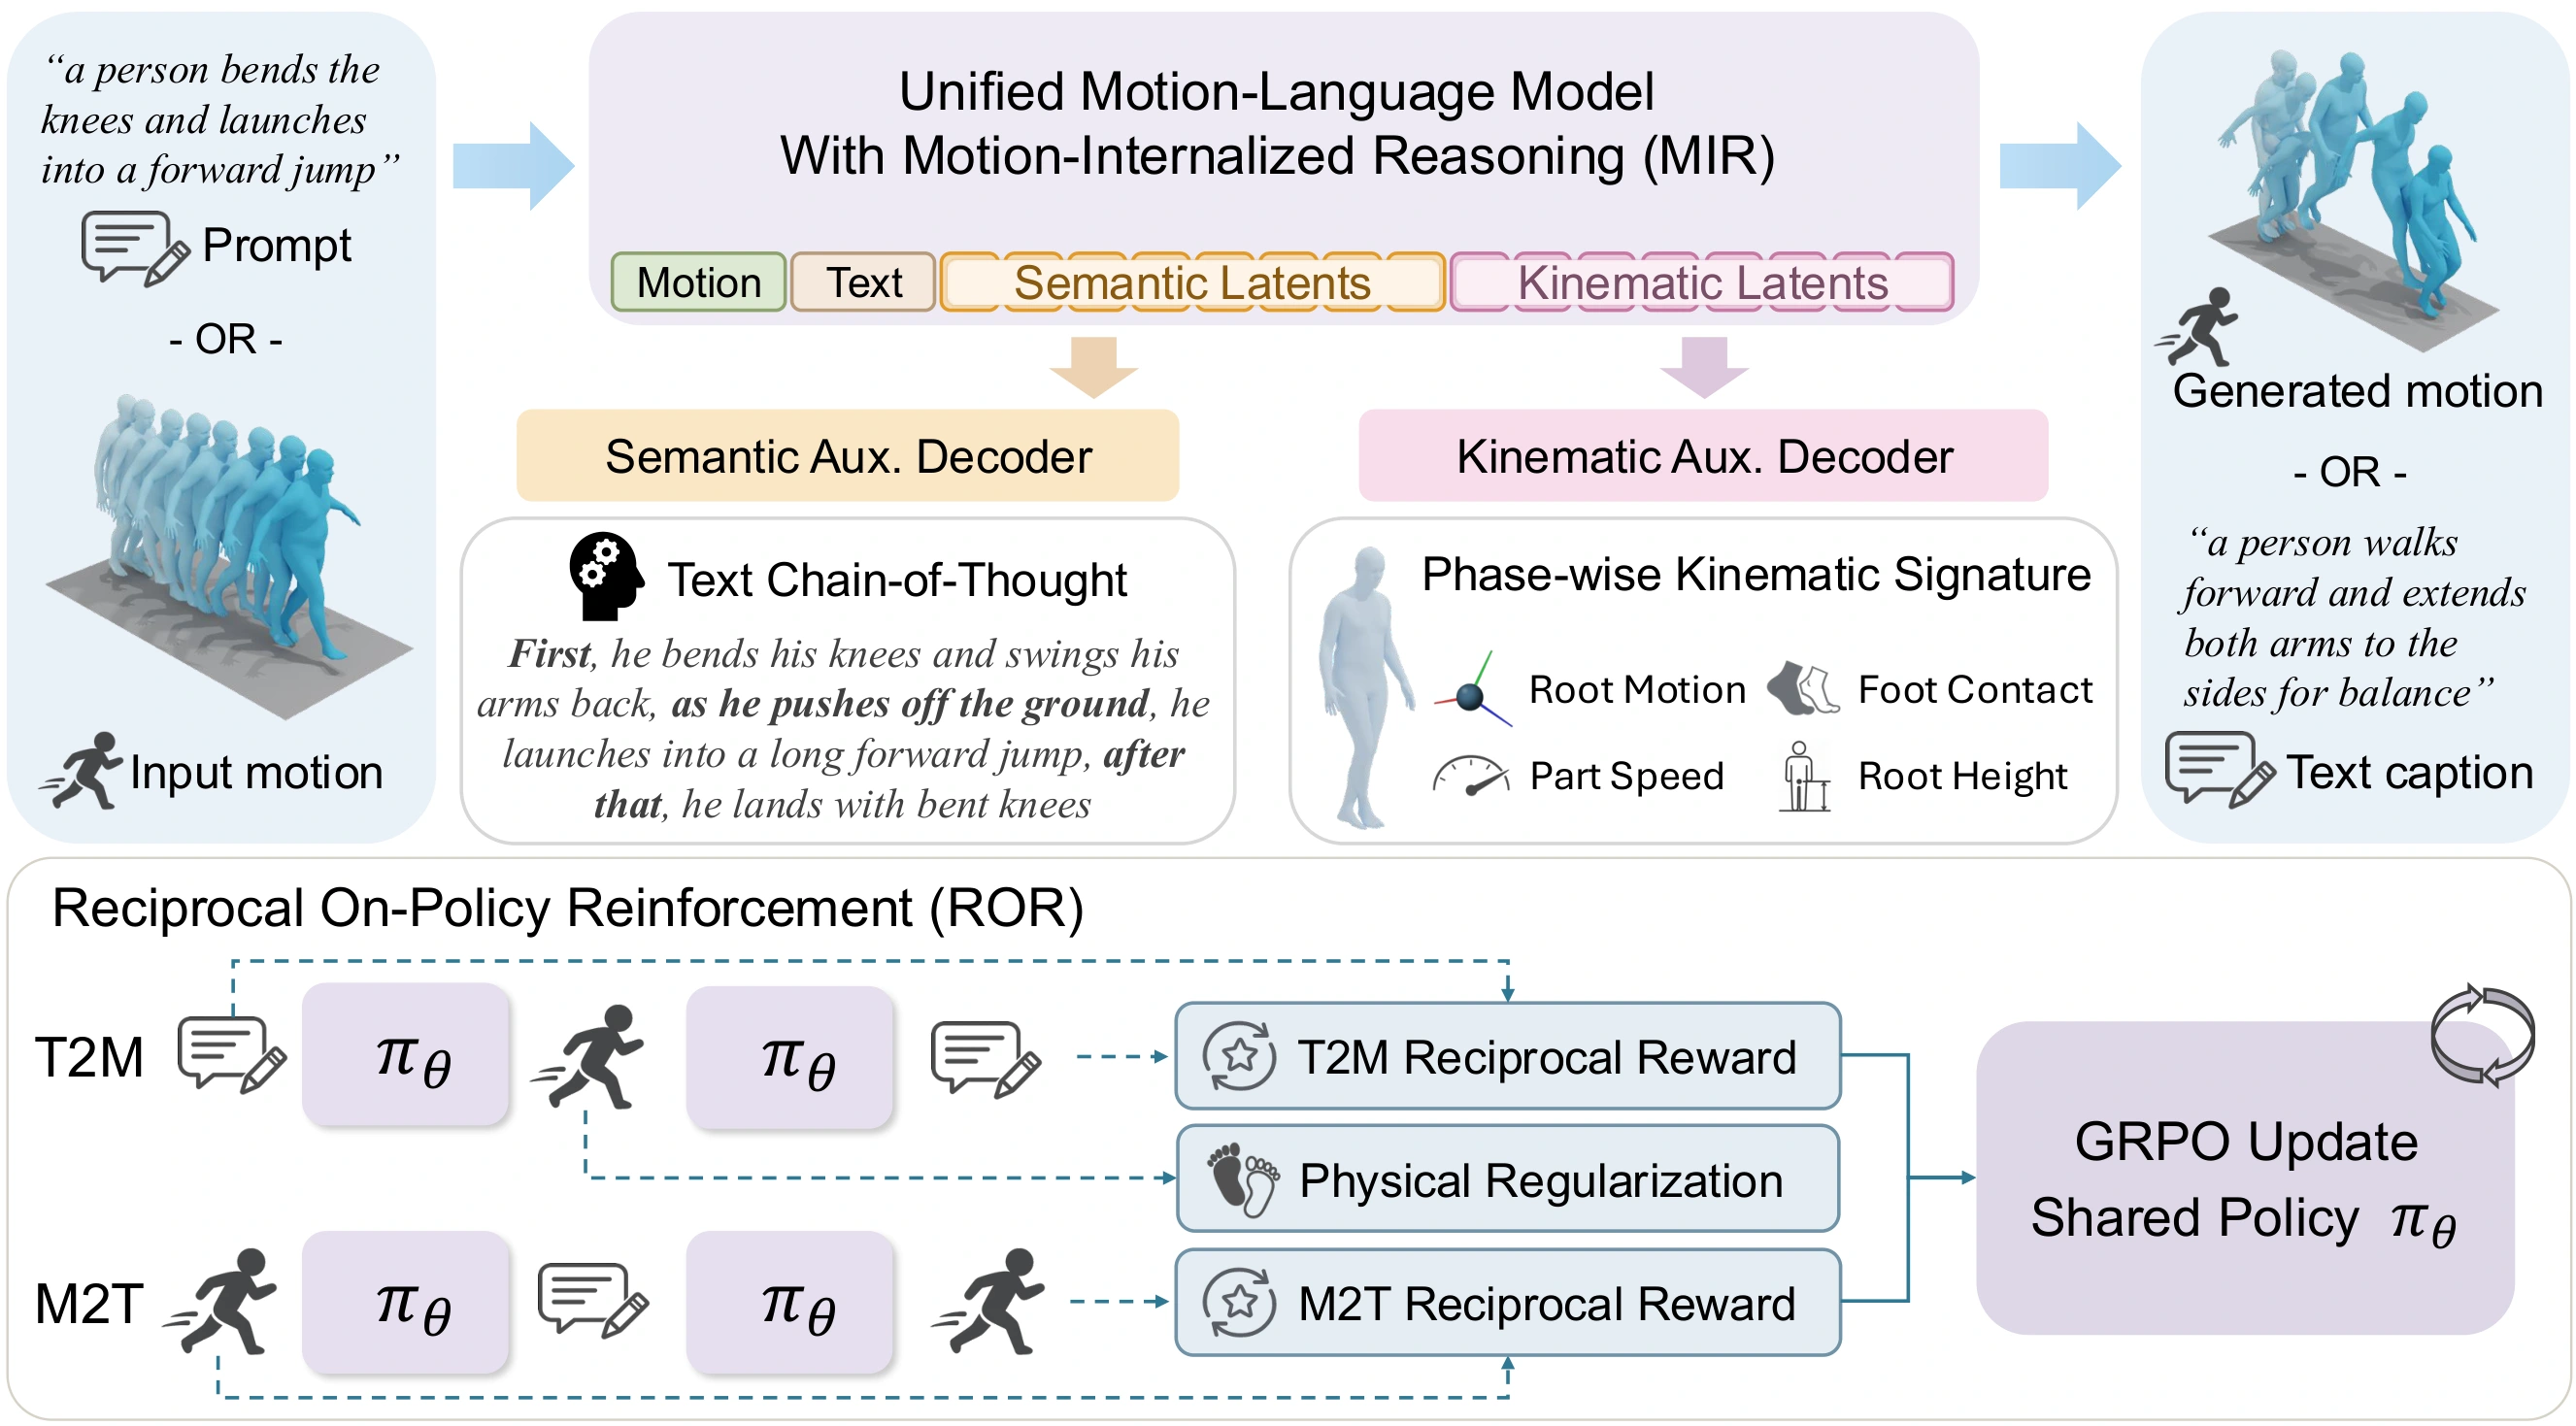 “a person bends the
knees and launches
into a forward jump”
Prompt
- OR -
Input motion
Unified Motion-Language Model
With Motion-Internalized Reasoning (MIR)
Motion
Text
Semantic Latents
Kinematic Latents
Semantic Aux. Decoder
Text Chain-of-Thought
First, he bends his knees and swings his
arms back, as he pushes off the ground, he
launches into a long forward jump, after
that, he lands with bent knees
Kinematic Aux. Decoder
Phase-wise Kinematic Signature
Root Motion
Foot Contact
Part Speed
Root Height
Generated motion
- OR -
“a person walks
forward and extends
both arms to the
sides for balance”
Text caption
Reciprocal On-Policy Reinforcement (ROR)
T2M
πθ
πθ
T2M Reciprocal Reward
Physical Regularization
M2T
πθ
πθ
M2T Reciprocal Reward
GRPO Update
Shared Policy πθ